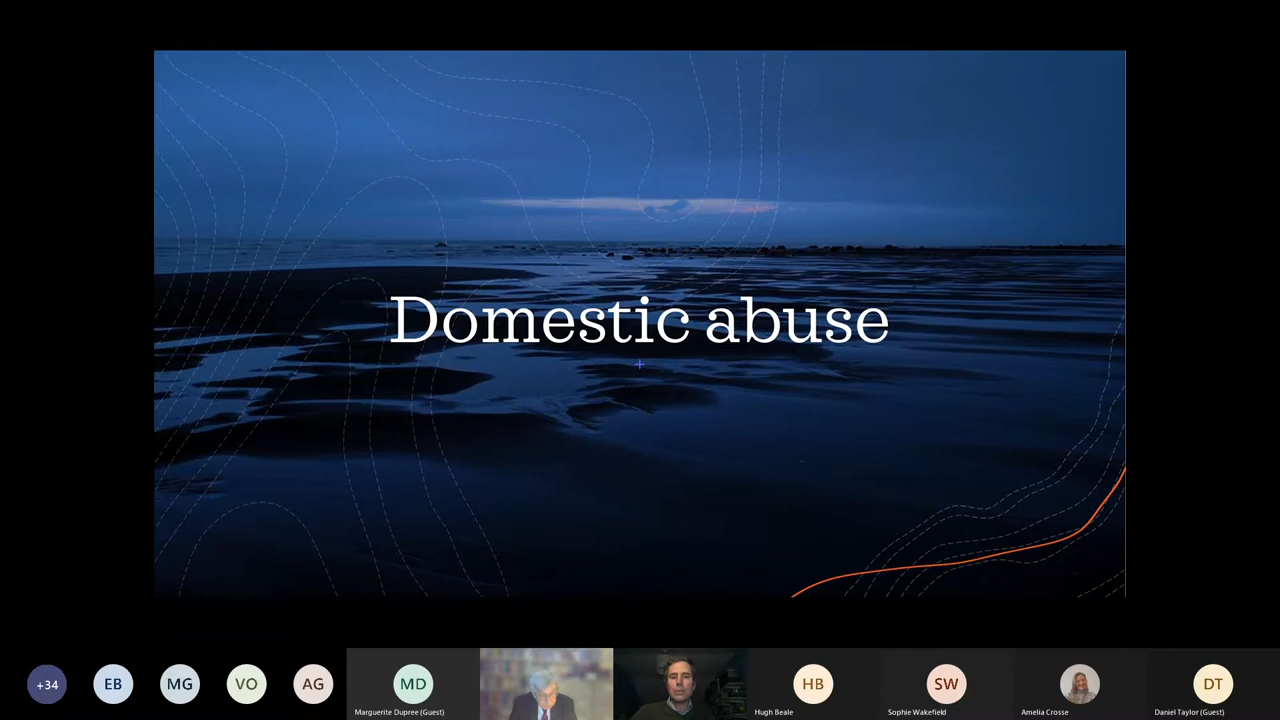 Domestic abuse
+34
EB
MG
VO
AG
MD
HB
SW
DT
Marguerite Dupree (Guest)
Hugh Beale
Sophie Wakefield
Amelia Crosse
Daniel Taylor (Guest)